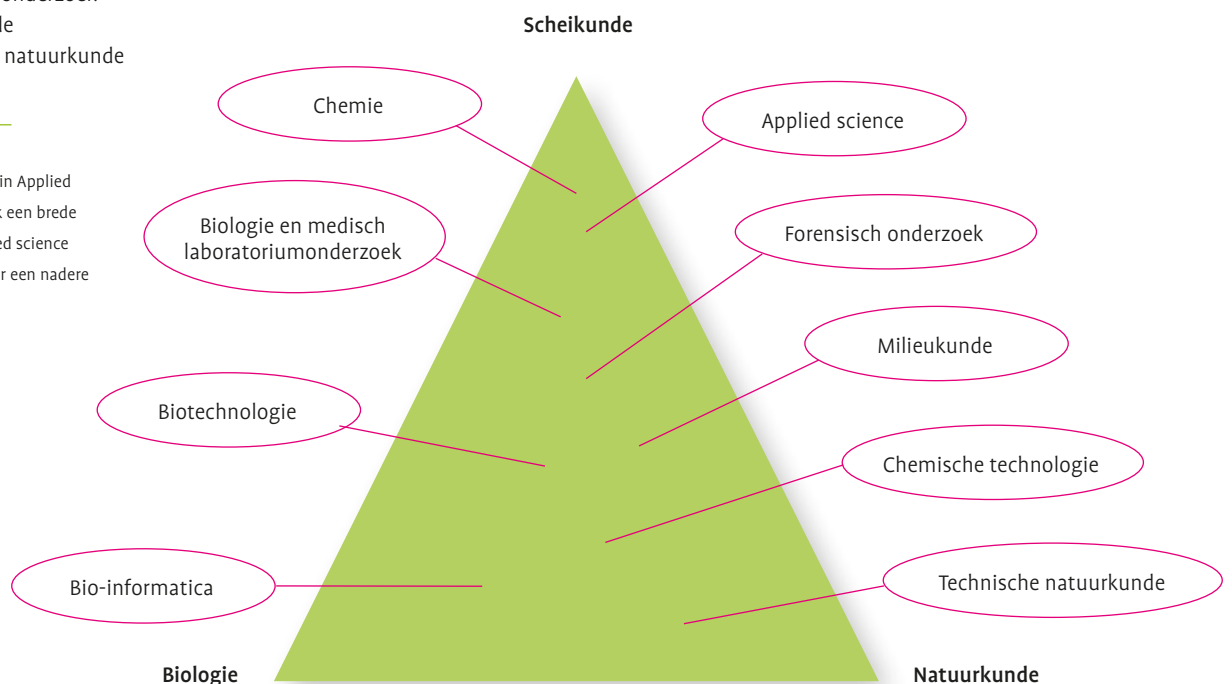 onderzoek
natuurkunde
in Applied
een brede
science
een nadere
Scheikunde
Chemie
Applied science
Biologie en medisch
laboratoriumonderzoek
Forensisch onderzoek
Milieukunde
Biotechnologie
Chemische technologie
Bio-informatica
Technische natuurkunde
Biologie
Natuurkunde